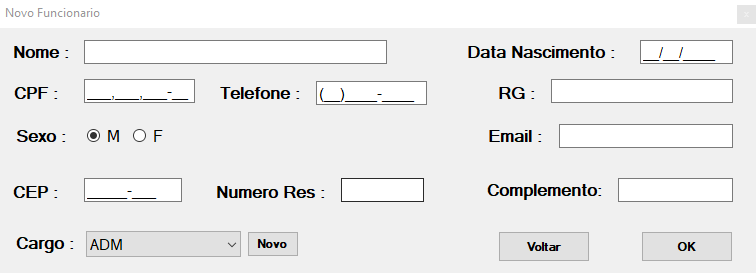 Novo Funcionario x
Nome : Data Nascimento : __/__/____
CPF : ___,___,___-__ Telefone : (__)____-____ RG :
Sexo : M F Email :
CEP : _____-___ Numero Res : Complemento:
Cargo : ADM Novo Voltar OK